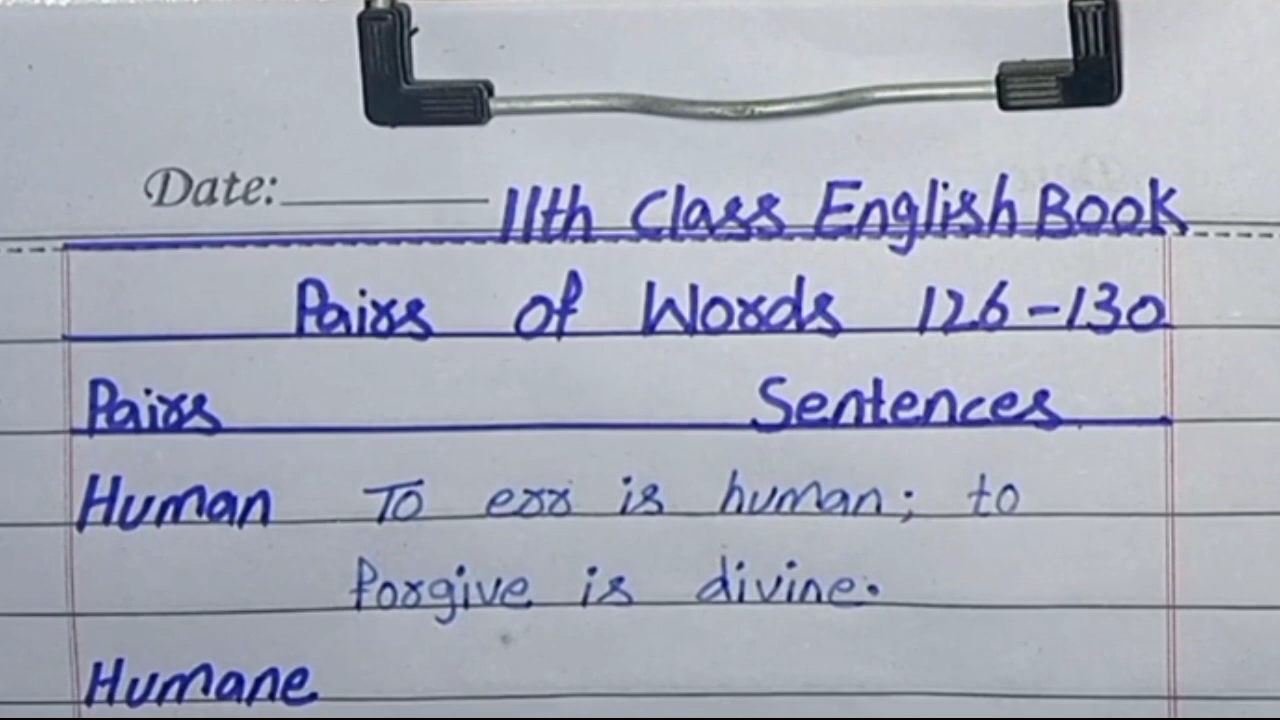 Date: 11th Class English Book
Pairs of Words 126-130
Pairs Sentences
Human To err is human; to
forgive is divine.
Humane